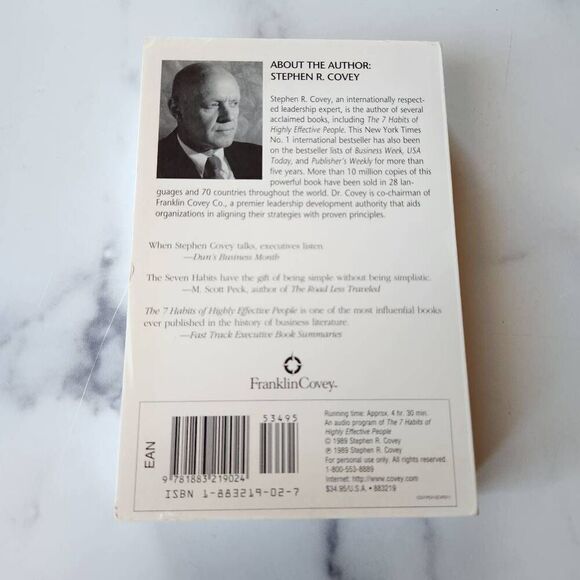 ABOUT THE AUTHOR:
STEPHEN R. COVEY
Stephen R. Covey, an internationally respect-
ed leadership expert, is the author of several
acclaimed books, including The 7 Habits of
Highly Effective People. This New York Times
No. 1 international bestseller has also been
on the bestseller lists of Business Week, USA
Today, and Publisher's Weekly for more than
five years. More than 10 million copies of this
powerful book have been sold in 28 lan-
guages and 70 countries throughout the world. Dr. Covey is co-chairman of
Franklin Covey Co., a premier leadership development authority that aids
organizations in aligning their strategies with proven principles.
When Stephen Covey talks, executives listen.
—Dun's Business Month
The Seven Habits have the gift of being simple without being simplistic.
—M. Scott Peck, author of The Road Less Traveled
The 7 Habits of Highly Effective People is one of the most influential books
ever published in the history of business literature.
—Fast Track Executive Book Summaries
FranklinCovey™
EAN
53495
9 781883 219024
ISBN 1-883219-02-7
Running time: Approx. 4 hr. 30 min.
An audio program of The 7 Habits of
Highly Effective People
© 1989 Stephen R. Covey
℗ 1989 Stephen R. Covey
For personal use only. All rights reserved.
1-800-553-8889
Internet: http://www.covey.com
$34.95/U.S.A. • 883219